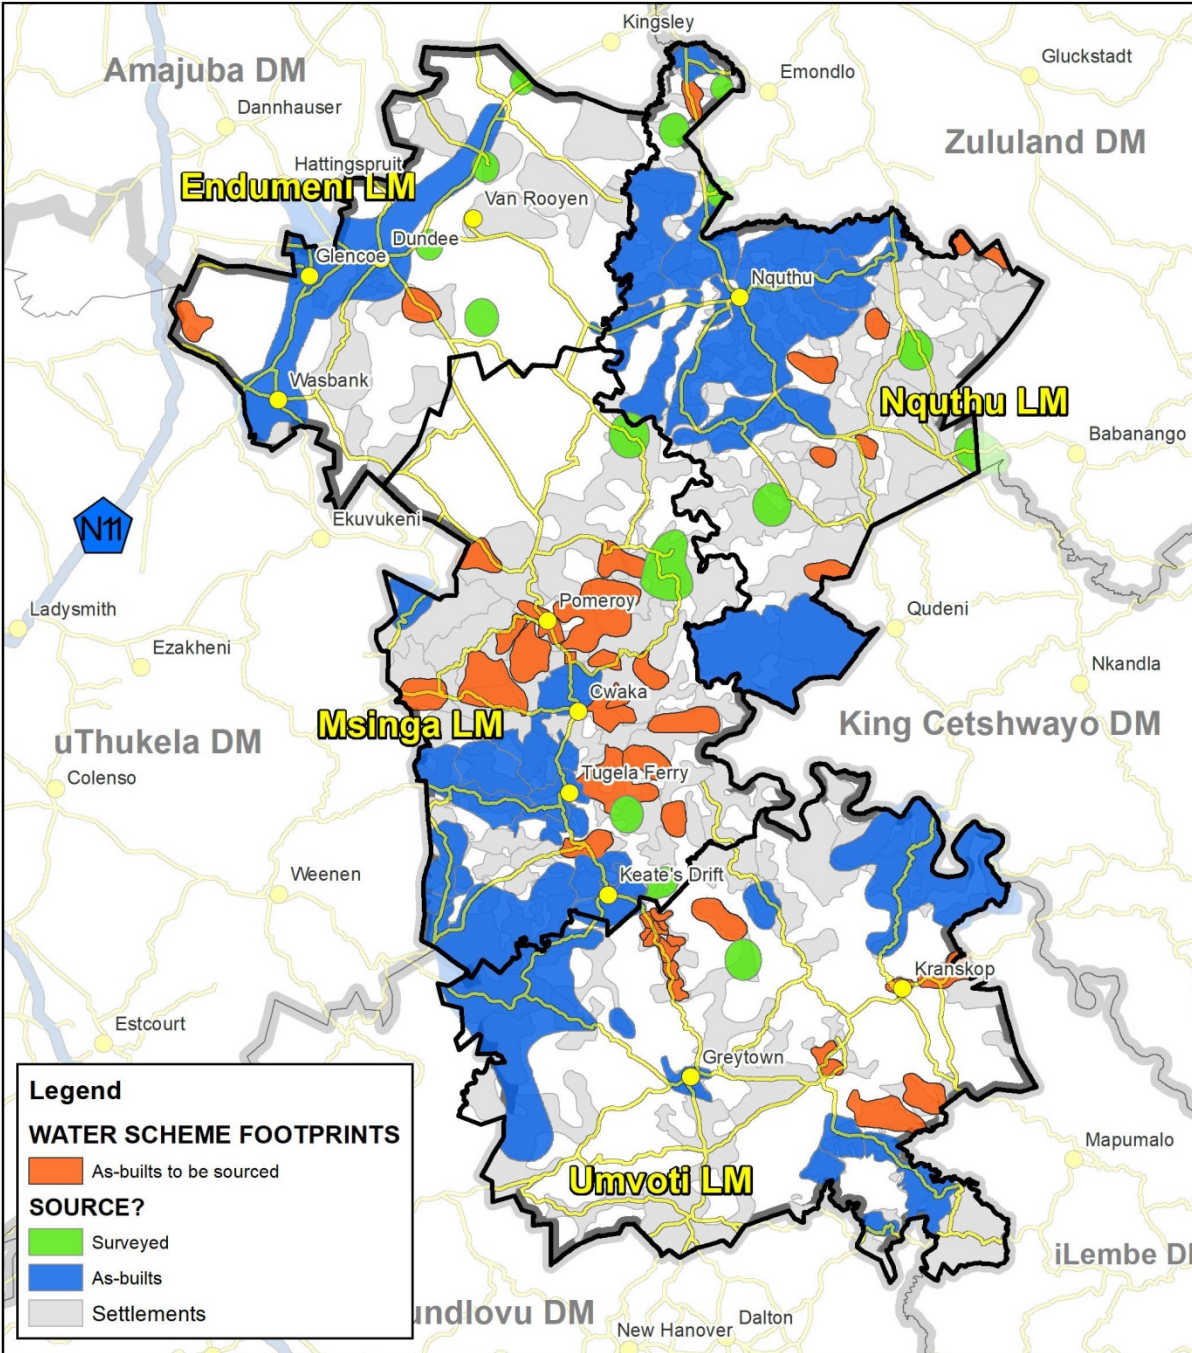 Kingsley
Amajuba DM
Emondlo
Gluckstadt
Dannhauser
Zululand DM
Hattingspruit
Endumeni LM
Van Rooyen
Dundee
Glencoe
Nquthu
Wasbank
Nquthu LM
Babanango
N11
Ekuvukeni
Ladysmith
Pomeroy
Qudeni
Ezakheni
Nkandla
Cwaka
Msinga LM
King Cetshwayo DM
uThukela DM
Colenso
Tugela Ferry
Weenen
Keate's Drift
Kranskop
Estcourt
Greytown
Legend
WATER SCHEME FOOTPRINTS
As-builts to be sourced
SOURCE?
Surveyed
As-builts
Settlements
Mapumalo
Umvoti LM
iLembe D
undlovu DM
New Hanover
Dalton